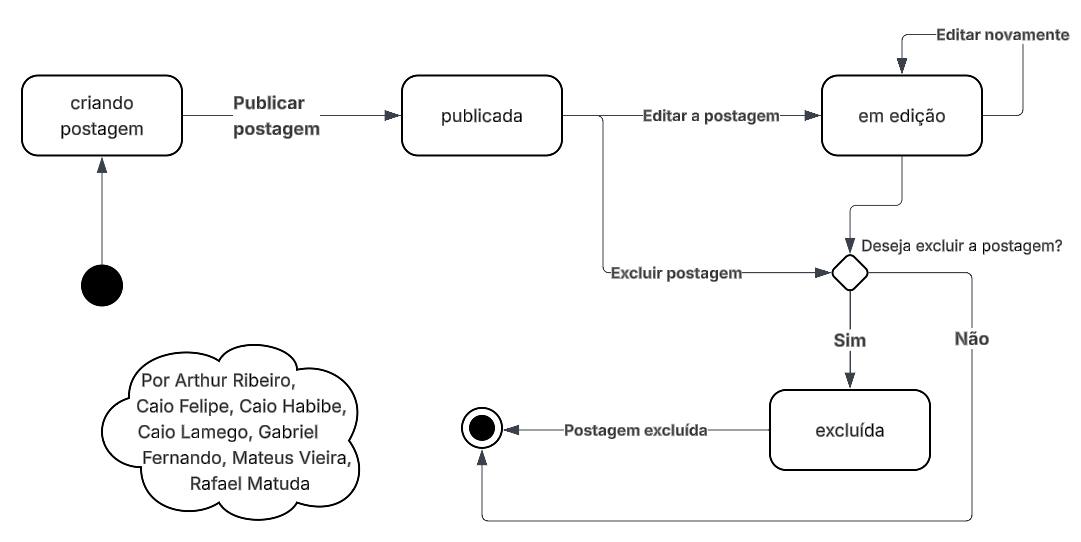 Editar novamente
criando
postagem
Publicar
postagem
publicada
Editar a postagem
em edição
Deseja excluir a postagem?
Excluir postagem
Sim
Não
Por Arthur Ribeiro,
Caio Felipe, Caio Habibe,
Caio Lamego, Gabriel
Fernando, Mateus Vieira,
Rafael Matuda
Postagem excluída
excluída